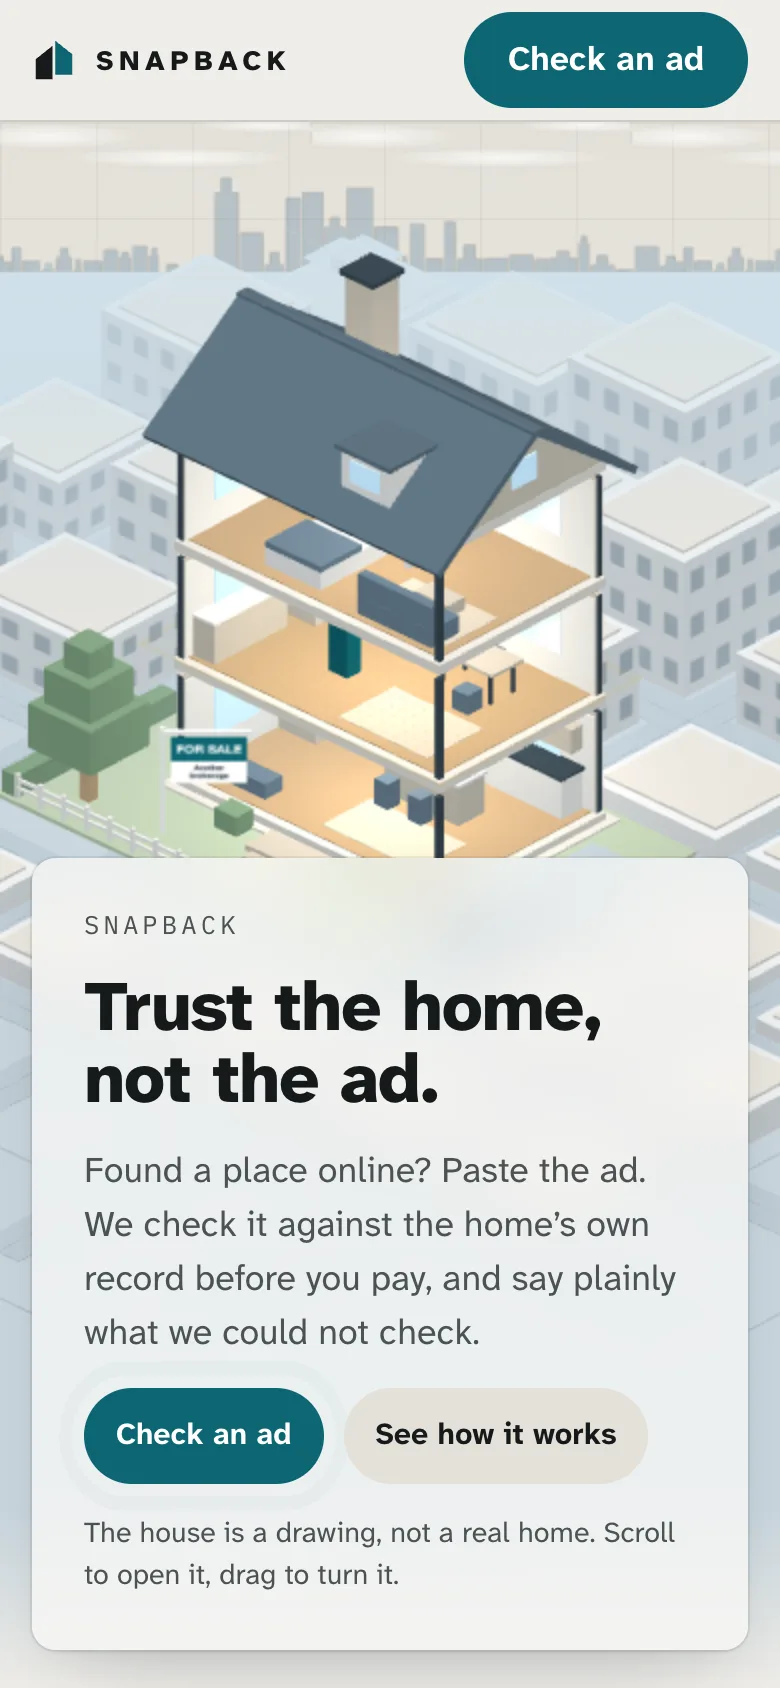 SNAPBACK
Check an ad
FOR SALE
Another
brokerage
SNAPBACK
Trust the home,
not the ad.
Found a place online? Paste the ad.
We check it against the home’s own
record before you pay, and say plainly
what we could not check.
Check an ad
See how it works
The house is a drawing, not a real home. Scroll
to open it, drag to turn it.